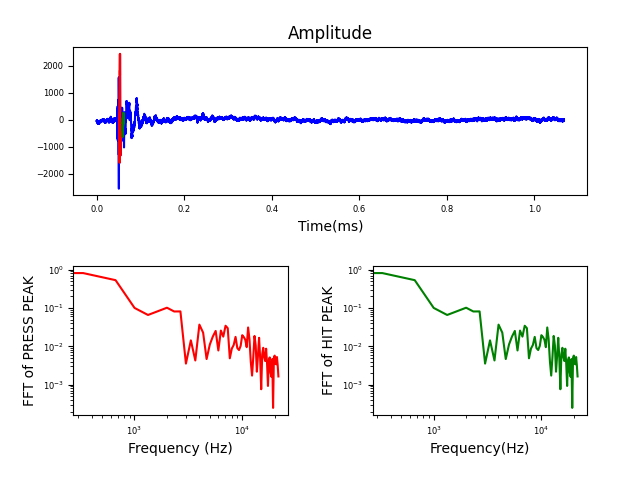 Amplitude
2000
1000
0
−1000
−2000
0.0 0.2 0.4 0.6 0.8 1.0
Time(ms)
FFT of PRESS PEAK
10⁰
10⁻¹
10⁻²
10⁻³
10³ 10⁴
Frequency (Hz)
FFT of HIT PEAK
10⁰
10⁻¹
10⁻²
10⁻³
10³ 10⁴
Frequency(Hz)